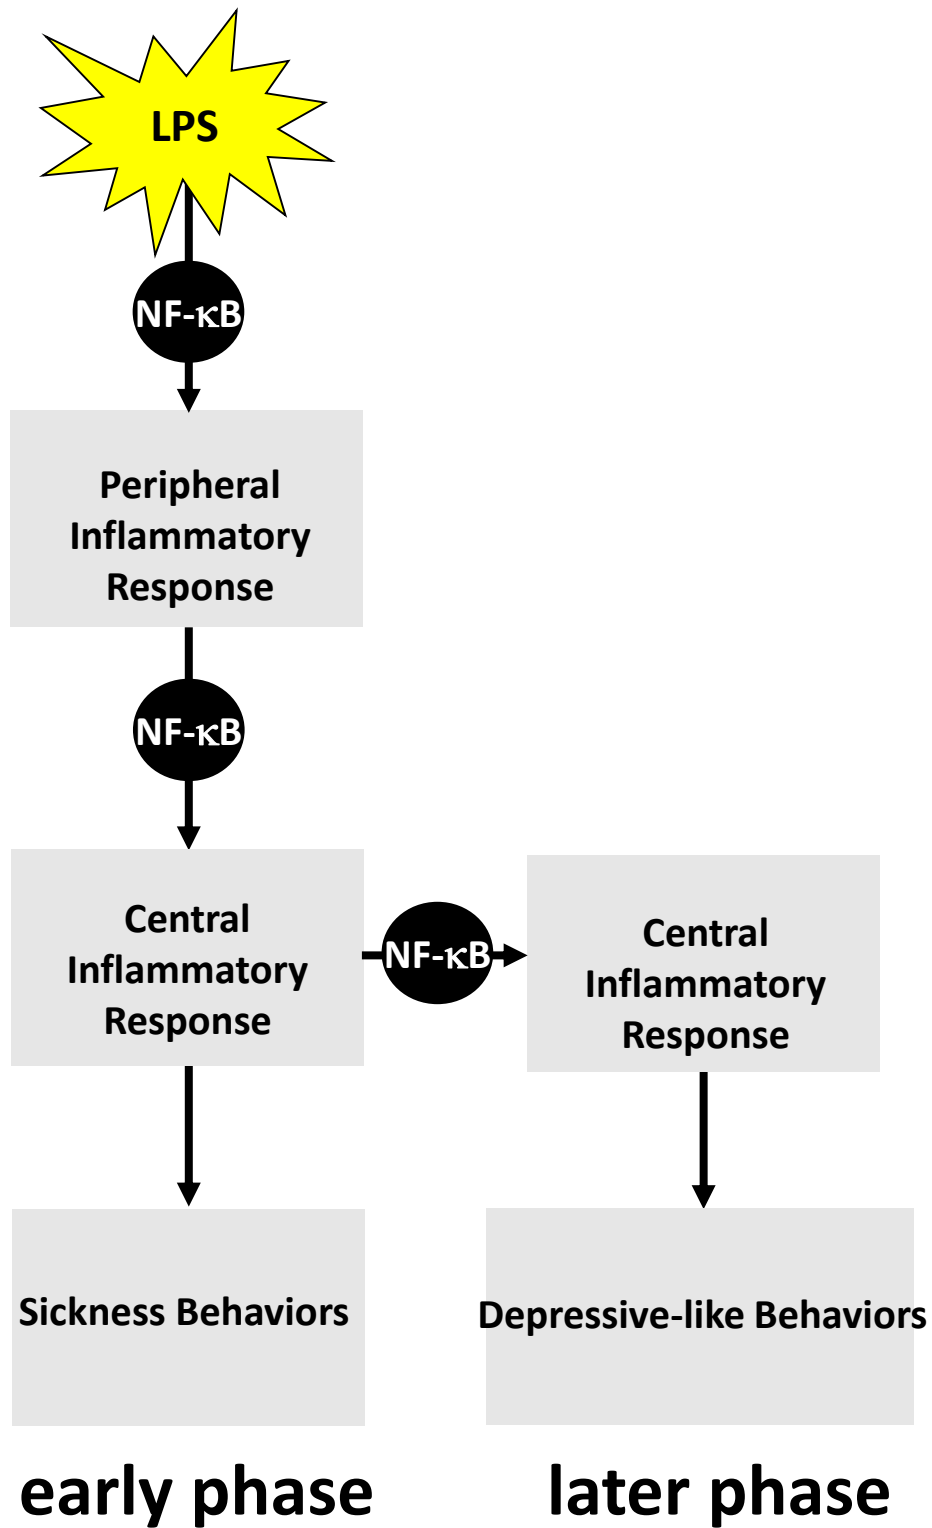 LPS
NF-κB
Peripheral
Inflammatory
Response
NF-κB
Central
Inflammatory
Response
NF-κB
Central
Inflammatory
Response
Sickness Behaviors
Depressive-like Behaviors
early phase
later phase